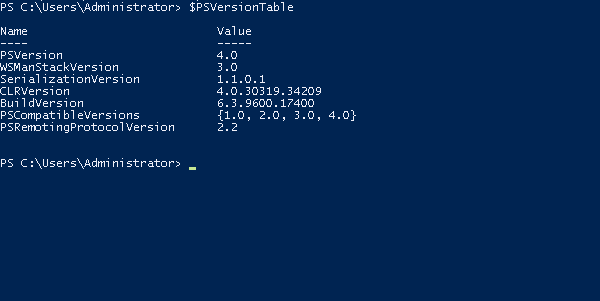 PS C:\Users\Administrator> $PSVersionTable
Name                           Value
----                           -----
PSVersion                      4.0
WSManStackVersion              3.0
SerializationVersion           1.1.0.1
CLRVersion                     4.0.30319.34209
BuildVersion                   6.3.9600.17400
PSCompatibleVersions           {1.0, 2.0, 3.0, 4.0}
PSRemotingProtocolVersion      2.2
PS C:\Users\Administrator> _